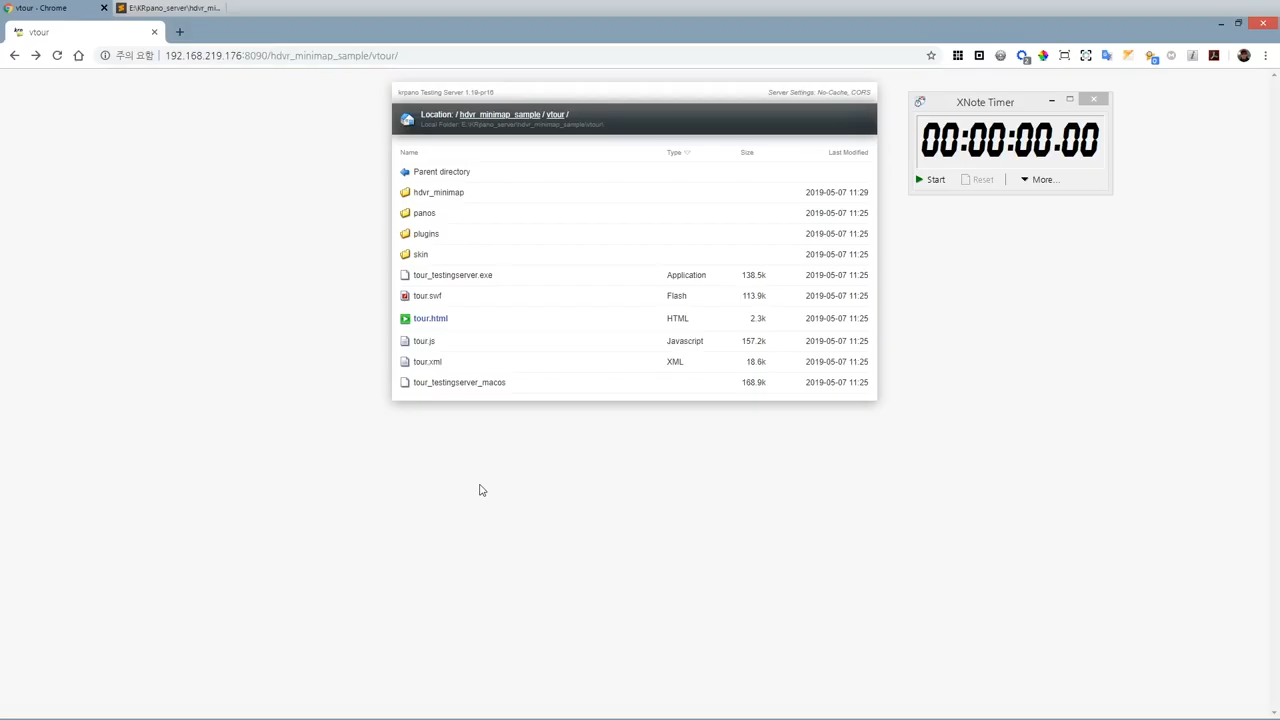 vtour - Chrome
E:\KRpano_server\hdvr_mi...
vtour
주의 요함 | 192.168.219.176:8090/hdvr_minimap_sample/vtour/
krpano Testing Server 1.19-pr16 Server Settings: No-Cache, CORS
Location: / hdvr_minimap_sample / vtour /
Local Folder: E:\KRpano_server\hdvr_minimap_sample\vtour\
Name Type Size Last Modified
Parent directory
hdvr_minimap 2019-05-07 11:29
panos 2019-05-07 11:25
plugins 2019-05-07 11:25
skin 2019-05-07 11:25
tour_testingserver.exe Application 138.5k 2019-05-07 11:25
tour.swf Flash 113.9k 2019-05-07 11:25
tour.html HTML 2.3k 2019-05-07 11:25
tour.js Javascript 157.2k 2019-05-07 11:25
tour.xml XML 18.6k 2019-05-07 11:25
tour_testingserver_macos 168.9k 2019-05-07 11:25
XNote Timer
00:00:00.00
Start Reset More...